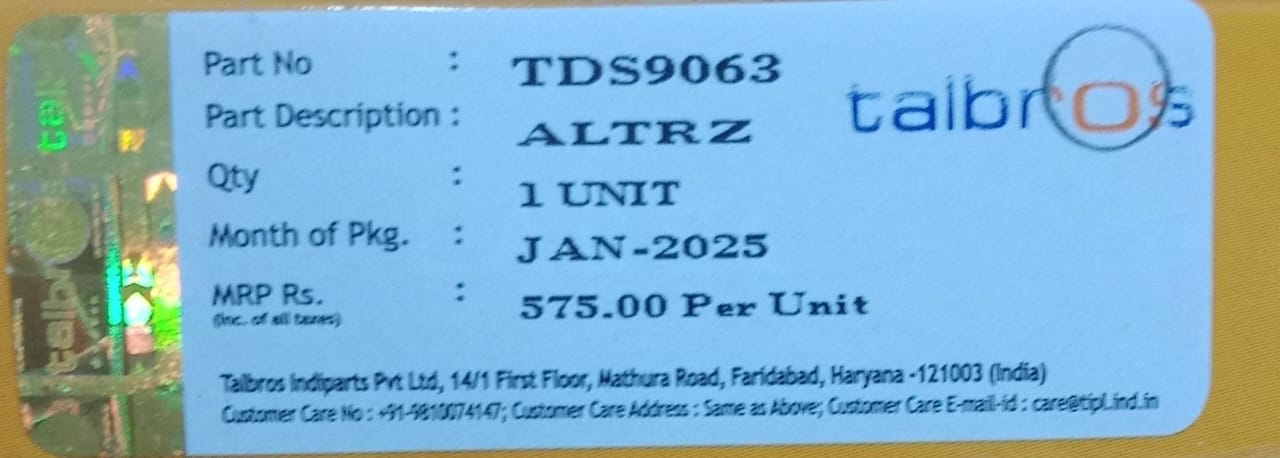 Part No : TDS9063
talbros
Part Description : ALTRZ
Qty : 1 UNIT
Month of Pkg. : JAN-2025
MRP Rs. : 575.00 Per Unit
(inc. of all taxes)
Talbros Indiparts Pvt Ltd, 14/1 First Floor, Mathura Road, Faridabad, Haryana -121003 (India)
Customer Care No : +91-9810074147; Customer Care Address : Same as Above; Customer Care E-mail-id : care@tipl.ind.in
tal
talbr